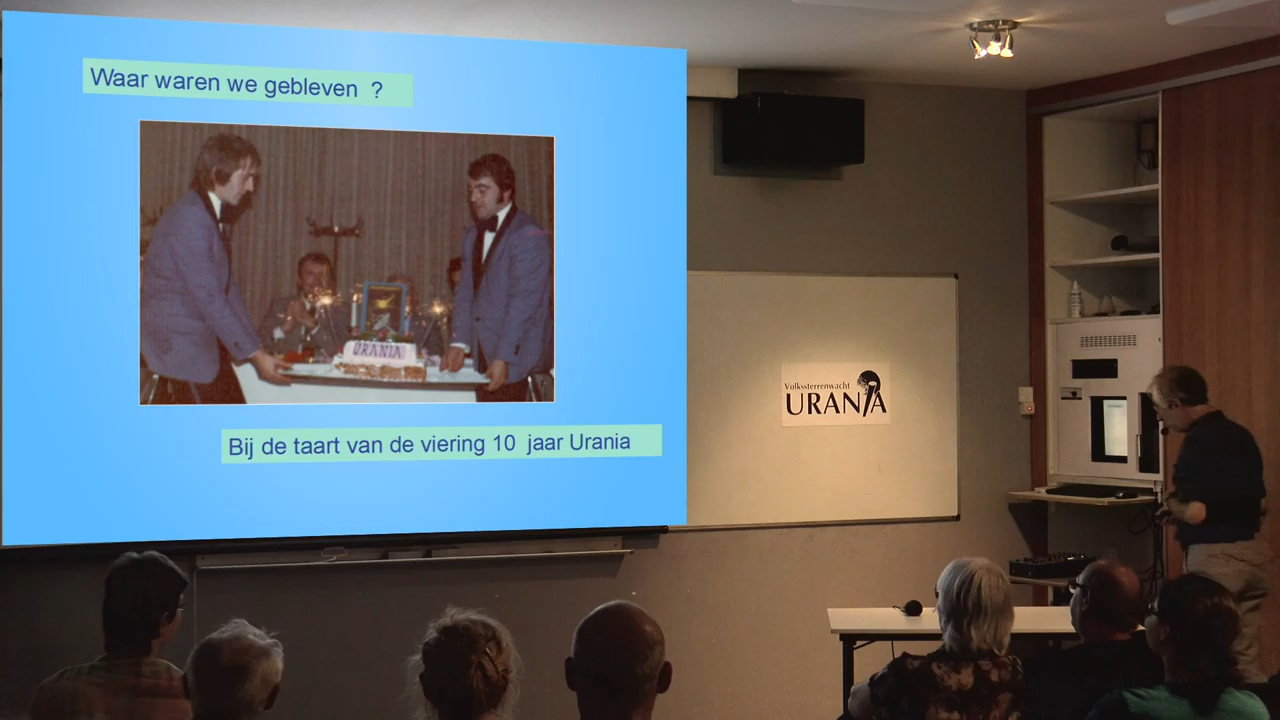 Waar waren we gebleven ?
URANIA
Bij de taart van de viering 10 jaar Urania
Volkssterrenwacht
URANIA